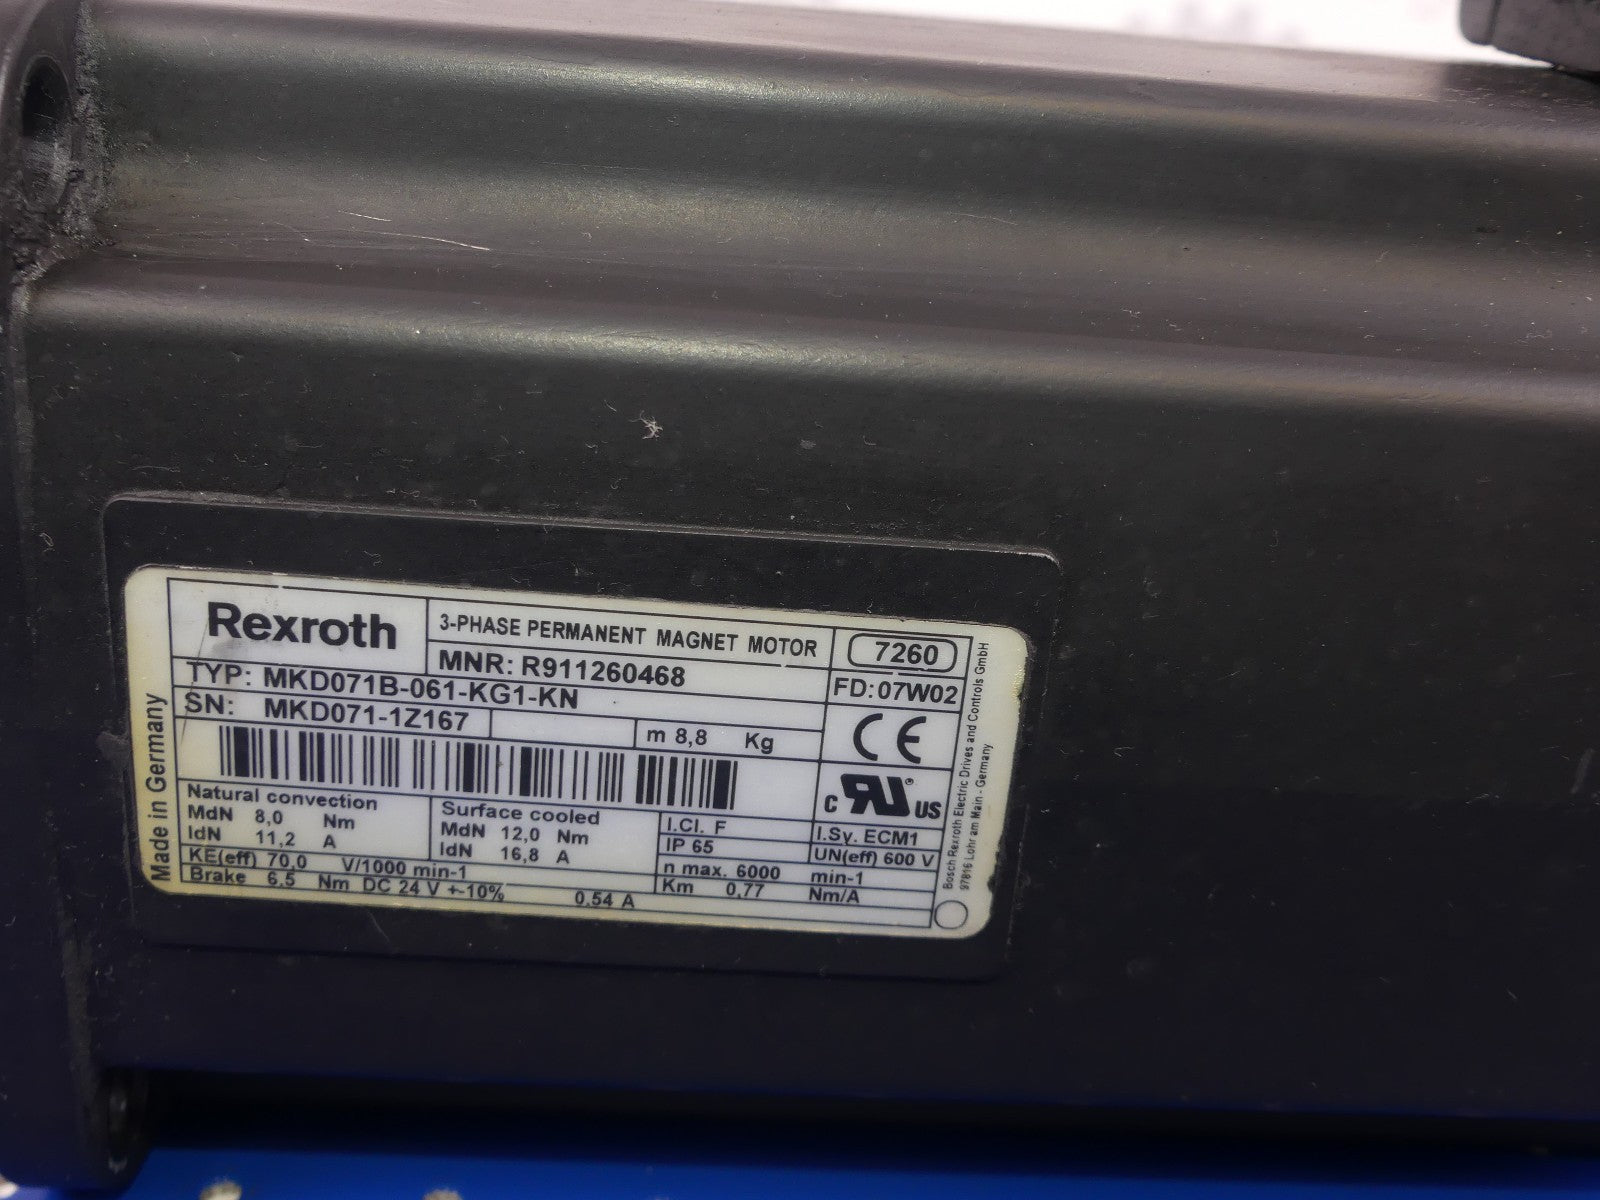 Rexroth
3-PHASE PERMANENT MAGNET MOTOR
7260
MNR: R911260468
FD: 07W02
TYP: MKD071B-061-KG1-KN
SN: MKD071-1Z167
m 8,8 Kg
CE
C RU® US
Natural convection
MdN 8,0 Nm
IdN 11,2 A
Surface cooled
MdN 12,0 Nm
IdN 16,8 A
I.Cl. F
I.Sy. ECM1
IP 65
UN(eff) 600 V
KE(eff) 70,0 V/1000 min-1
n max. 6000 min-1
Brake 6,5 Nm DC 24 V +-10% 0,54 A
Km 0,77 Nm/A
Made in Germany
Bosch Rexroth Electric Drives and Controls GmbH
97816 Lohr am Main - Germany